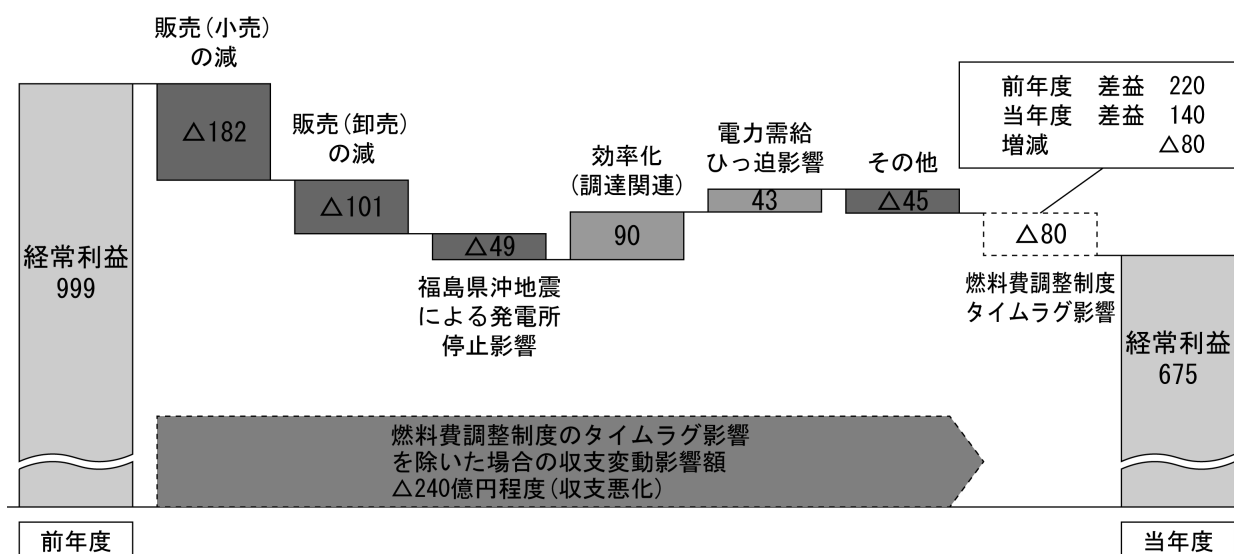 販売(小売)
の減
△182
販売(卸売)
の減
△101
△49
福島県沖地震
による発電所
停止影響
効率化
(調達関連)
90
電力需給
ひっ迫影響
43
その他
△45
前年度 差益 220
当年度 差益 140
増減 △80
△80
燃料費調整制度
タイムラグ影響
経常利益
999
経常利益
675
燃料費調整制度のタイムラグ影響
を除いた場合の収支変動影響額
△240億円程度(収支悪化)
前年度
当年度